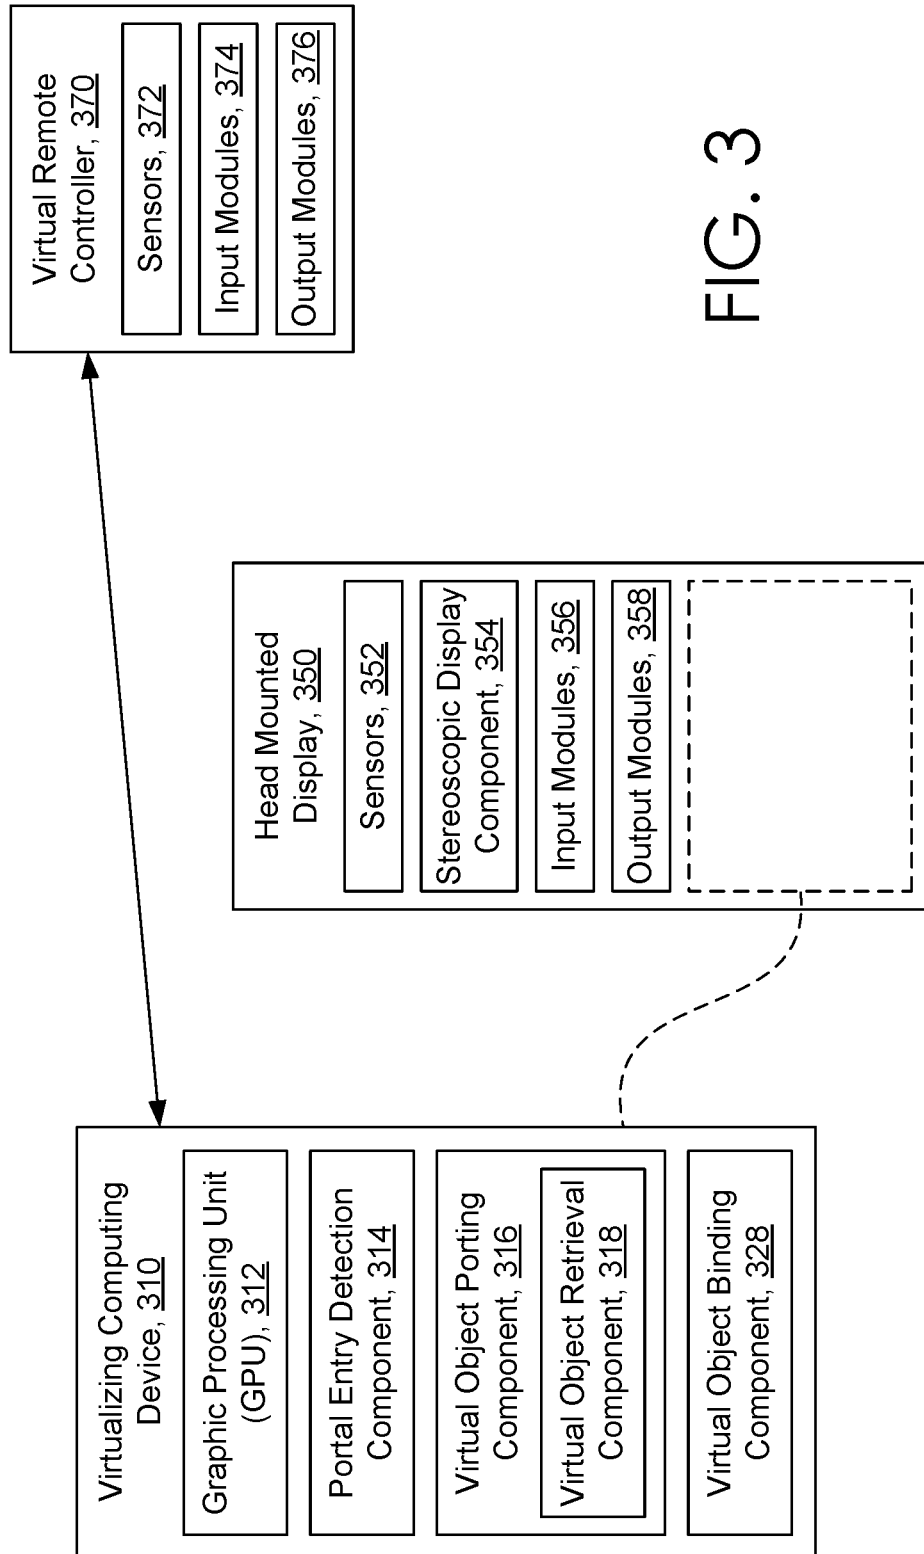 Virtualizing Computing
Device, 310
Graphic Processing Unit
(GPU), 312
Portal Entry Detection
Component, 314
Virtual Object Porting
Component, 316
Virtual Object Retrieval
Component, 318
Virtual Object Binding
Component, 328
Head Mounted
Display, 350
Sensors, 352
Stereoscopic Display
Component, 354
Input Modules, 356
Output Modules, 358
Virtual Remote
Controller, 370
Sensors, 372
Input Modules, 374
Output Modules, 376
FIG. 3